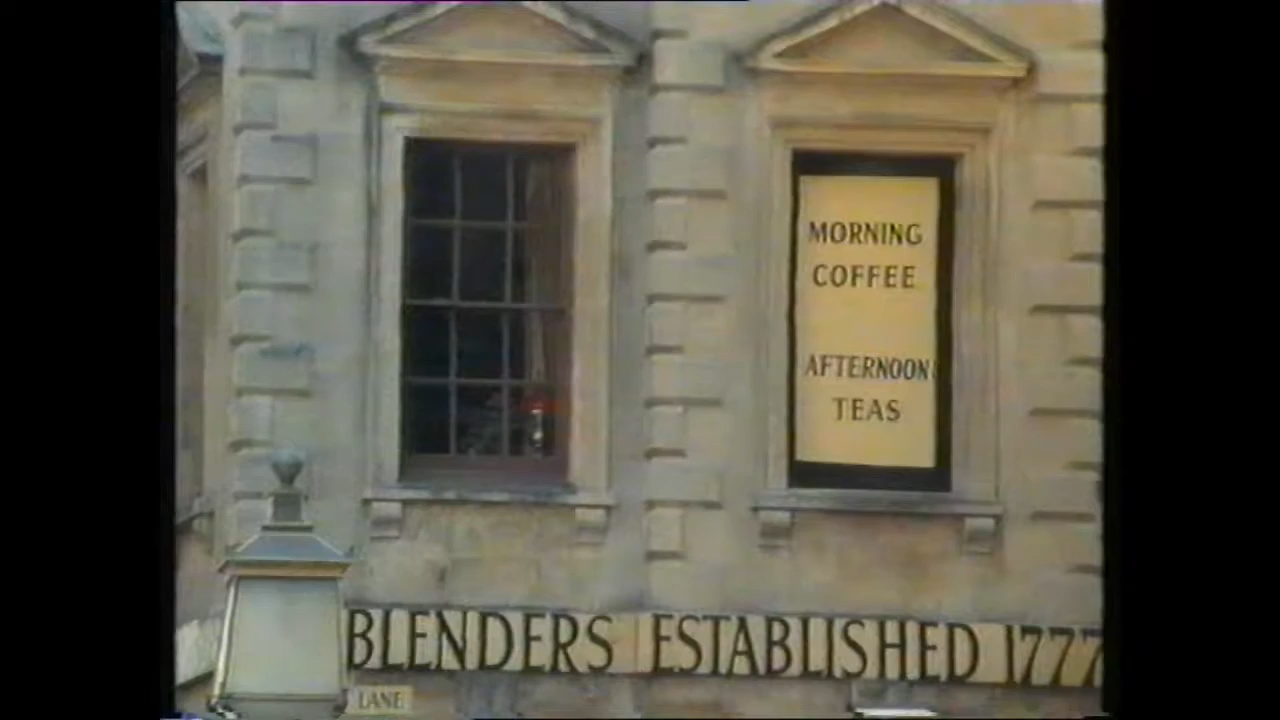 MORNING
COFFEE
AFTERNOON
TEAS
BLENDERS ESTABLISHED 1777
LANE